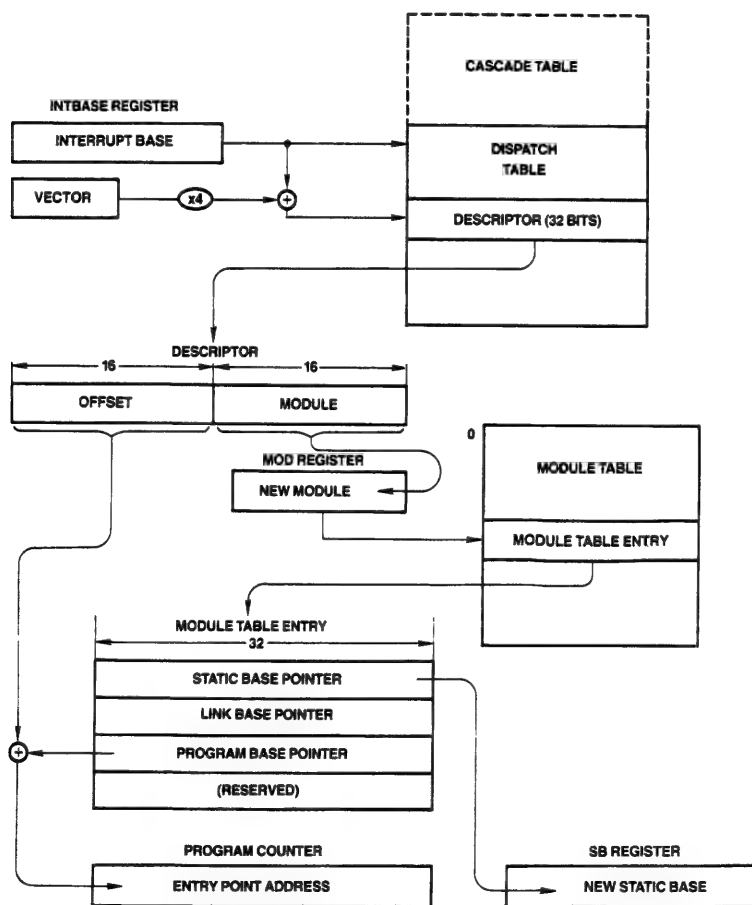 CASCADE TABLE
INTBASE REGISTER
INTERRUPT BASE
DISPATCH
TABLE
VECTOR
x4
+
DESCRIPTOR (32 BITS)
DESCRIPTOR
16
16
OFFSET
MODULE
0
MOD REGISTER
NEW MODULE
MODULE TABLE
MODULE TABLE ENTRY
MODULE TABLE ENTRY
32
STATIC BASE POINTER
LINK BASE POINTER
+
PROGRAM BASE POINTER
(RESERVED)
PROGRAM COUNTER
SB REGISTER
ENTRY POINT ADDRESS
NEW STATIC BASE